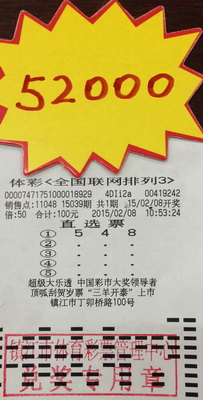 52000
体彩<全国联网排列3>
00007471751000018929 4DIi2a 00419242
销售点:11048 15039期 共1期 15/02/08开奖
倍:50 合计:100元 2015/02/08 10:53:24
直选票
① 5 4 8
② - - -
③ - - -
④ - - -
⑤ - - -
超级大乐透 中国彩市大奖领导者
顶呱刮贺岁票“三羊开泰”上市
镇江市丁卯桥路100号
镇江市体育彩票管理中心
兑奖专用章